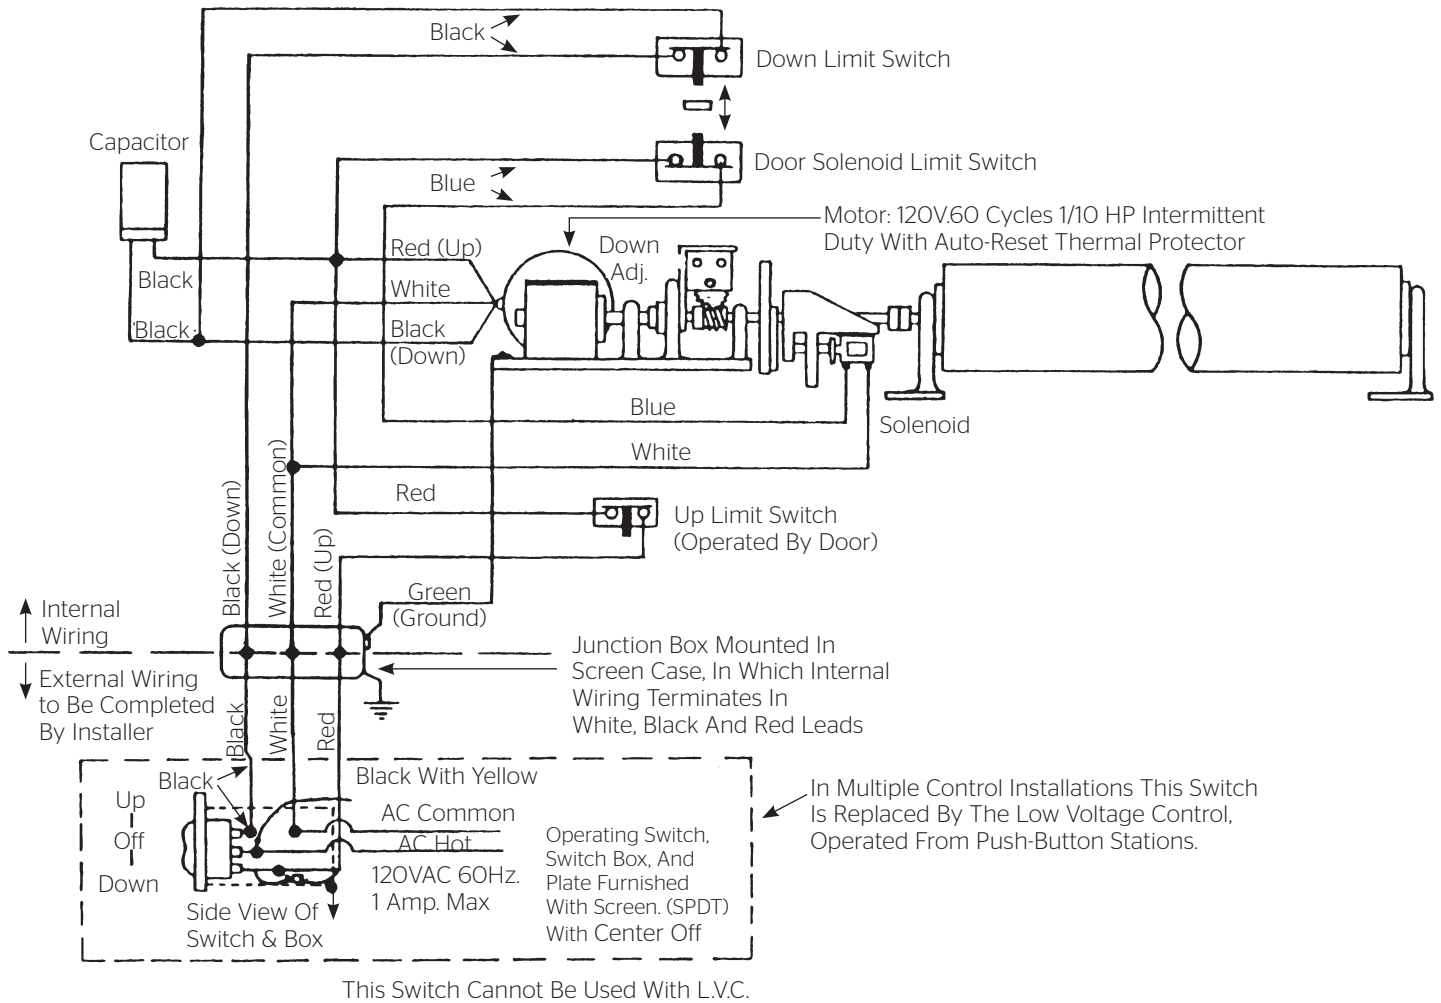 Black
Down Limit Switch
Capacitor
Door Solenoid Limit Switch
Blue
Motor: 120V.60 Cycles 1/10 HP Intermittent
Duty With Auto-Reset Thermal Protector
Red (Up)
Down
Adj.
Black
White
Black
Black
(Down)
Blue
Solenoid
White
Red
Up Limit Switch
(Operated By Door)
Black (Down)
White (Common)
Red (Up)
Green
(Ground)
Internal
Wiring
External Wiring
to Be Completed
By Installer
Junction Box Mounted In
Screen Case, In Which Internal
Wiring Terminates In
White, Black And Red Leads
Black
White
Red
Black
Black With Yellow
Up
Off
Down
AC Common
AC Hot
120VAC 60Hz.
1 Amp. Max
Side View Of
Switch & Box
Operating Switch,
Switch Box, And
Plate Furnished
With Screen. (SPDT)
With Center Off
In Multiple Control Installations This Switch
Is Replaced By The Low Voltage Control,
Operated From Push-Button Stations.
This Switch Cannot Be Used With L.V.C.